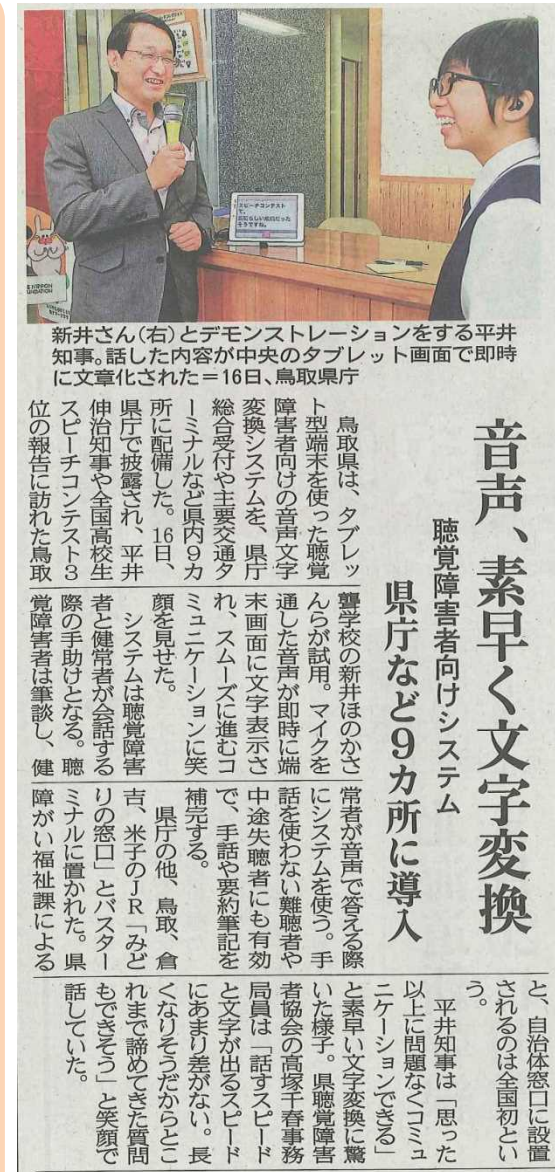 スピーチコンテスト
で、
新井さん(右)とデモンストレーションをする平井
知事。話した内容が中央のタブレット画面で即時
に文章化された=16日、鳥取県庁
音声、素早く文字変換
聴覚障害者向けシステム
県庁など9カ所に導入
鳥取県は、タブレッ
ト型端末を使った聴覚
障害者向けの音声文字
変換システムを、県庁
総合受付や主要交通タ
ーミナルなど県内9カ
所に配備した。16日、
県庁で披露され、平井
伸治知事や全国高校生
スピーチコンテスト3
位の報告に訪れた鳥取
聾学校の新井ほのかさ
んらが試用。マイクを
通した音声が即時に端
末画面に文字表示さ
れ、スムーズに進むコ
ミュニケーションに笑
顔を見せた。
システムは聴覚障害
者と健常者が会話する
際の手助けとなる。聴
覚障害者は筆談し、健
常者が音声で答える際
にシステムを使う。手
話を使わない難聴者や
中途失聴者にも有効
で、手話や要約筆記を
補完する。
県庁の他、鳥取、倉
吉、米子のJR「みど
りの窓口」とバスター
ミナルに置かれた。県
障がい福祉課による
と、自治体窓口に設置
されるのは全国初とい
う。
平井知事は「思った
以上に問題なくコミュ
ニケーションできる」
と素早い文字変換に驚
いた様子。県聴覚障害
者協会の高塚千春事務
局員は「話すスピード
と文字が出るスピード
にあまり差がない。長
くなりそうだからとこ
れまで諦めてきた質問
もできそう」と笑顔で
話していた。